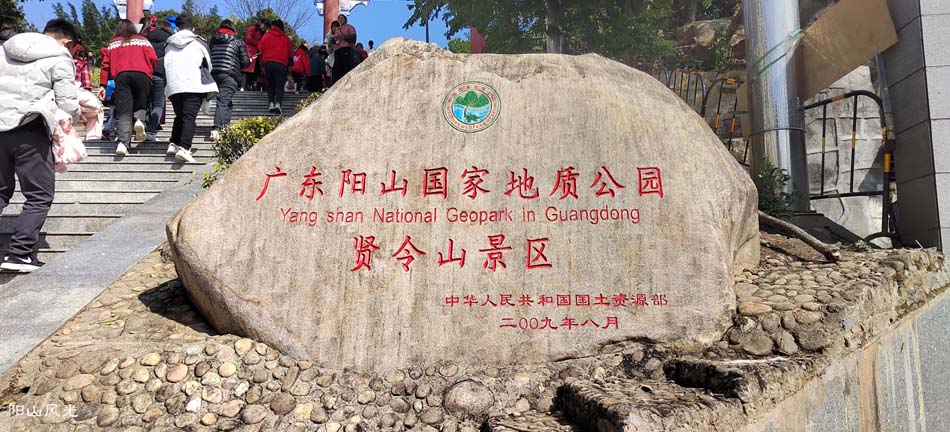 广东阳山国家地质公园
Yang shan National Geopark in Guangdong
贤令山景区
中华人民共和国国土资源部
二00九年八月
阳山风光